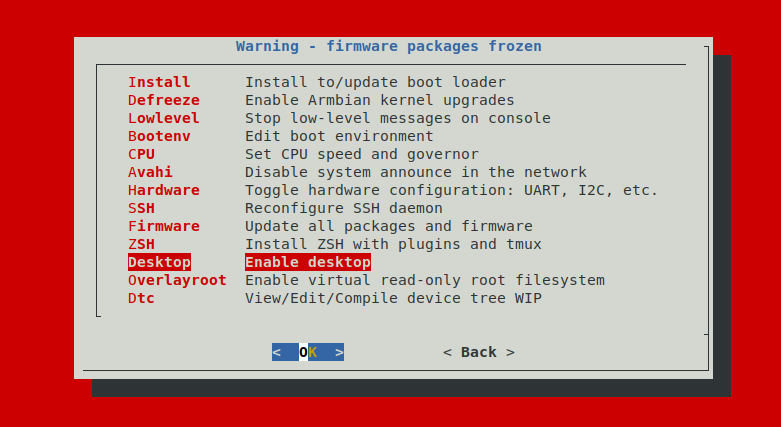 Warning - firmware packages frozen
Install Install to/update boot loader
Defreeze Enable Armbian kernel upgrades
Lowlevel Stop low-level messages on console
Bootenv Edit boot environment
CPU Set CPU speed and governor
Avahi Disable system announce in the network
Hardware Toggle hardware configuration: UART, I2C, etc.
SSH Reconfigure SSH daemon
Firmware Update all packages and firmware
ZSH Install ZSH with plugins and tmux
Desktop Enable desktop
Overlayroot Enable virtual read-only root filesystem
Dtc View/Edit/Compile device tree WIP
< OK > < Back >